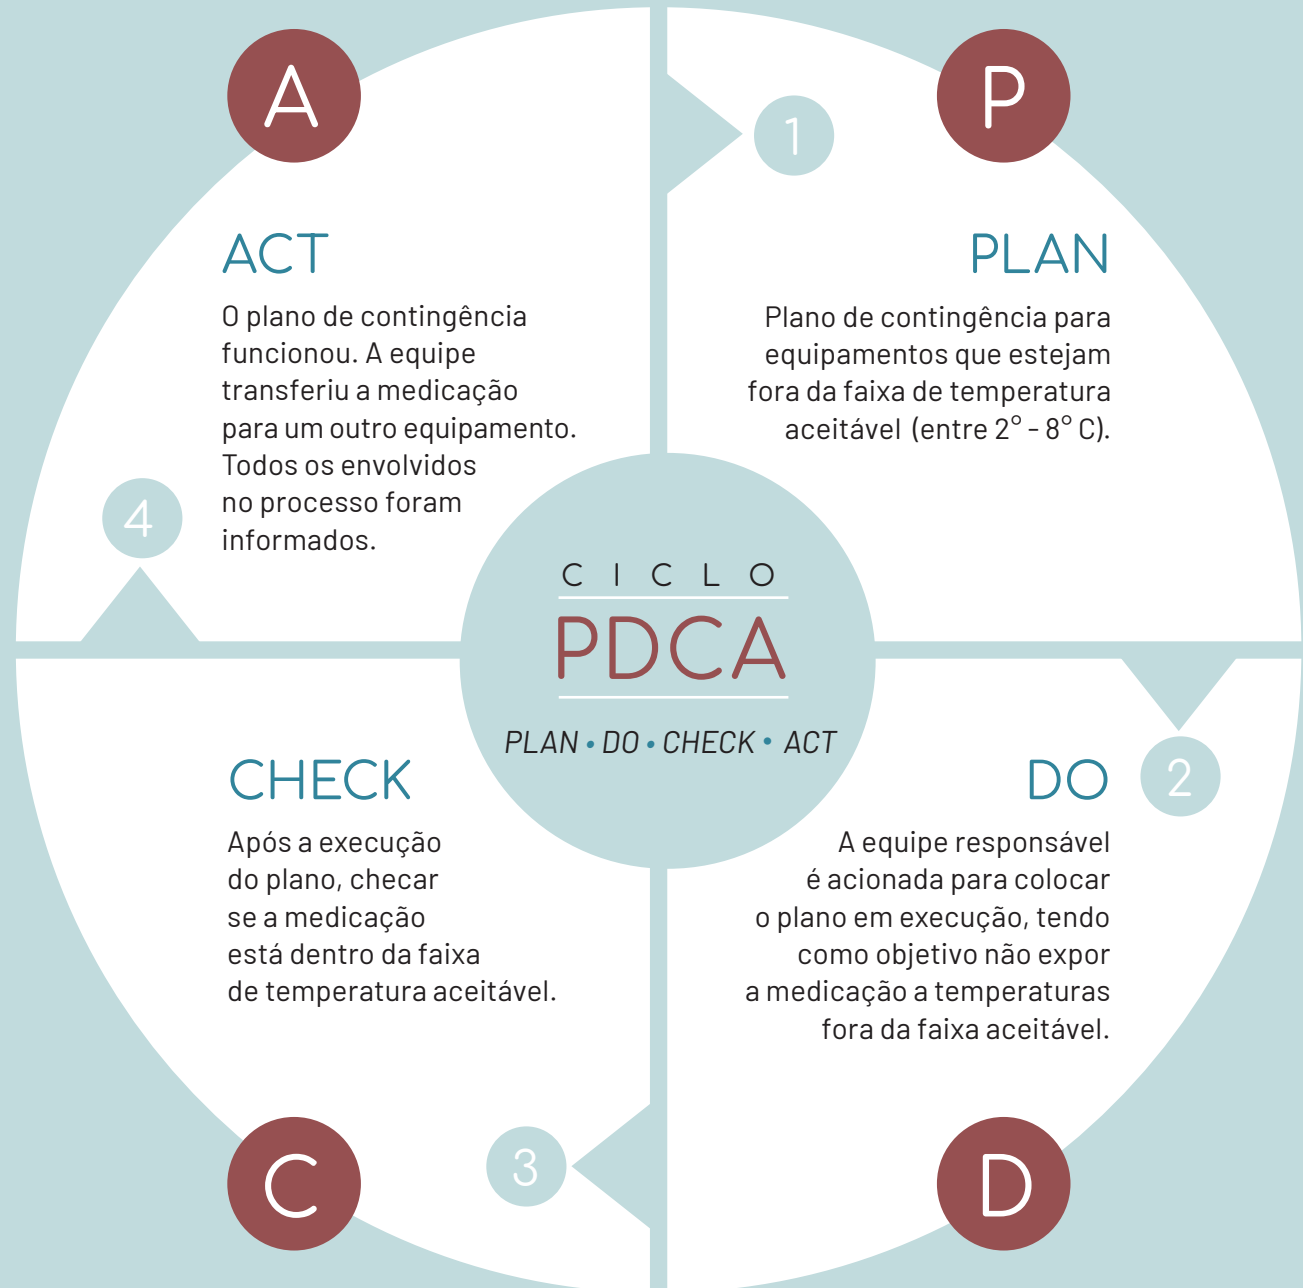 A
P
1
ACT
O plano de contingência
funcionou. A equipe
transferiu a medicação
para um outro equipamento.
Todos os envolvidos
no processo foram
informados.
4
PLAN
Plano de contingência para
equipamentos que estejam
fora da faixa de temperatura
aceitável (entre 2° - 8° C).
CICLO
PDCA
PLAN • DO • CHECK • ACT
CHECK
Após a execução
do plano, checar
se a medicação
está dentro da faixa
de temperatura aceitável.
DO
2
A equipe responsável
é acionada para colocar
o plano em execução, tendo
como objetivo não expor
a medicação a temperaturas
fora da faixa aceitável.
C
3
D